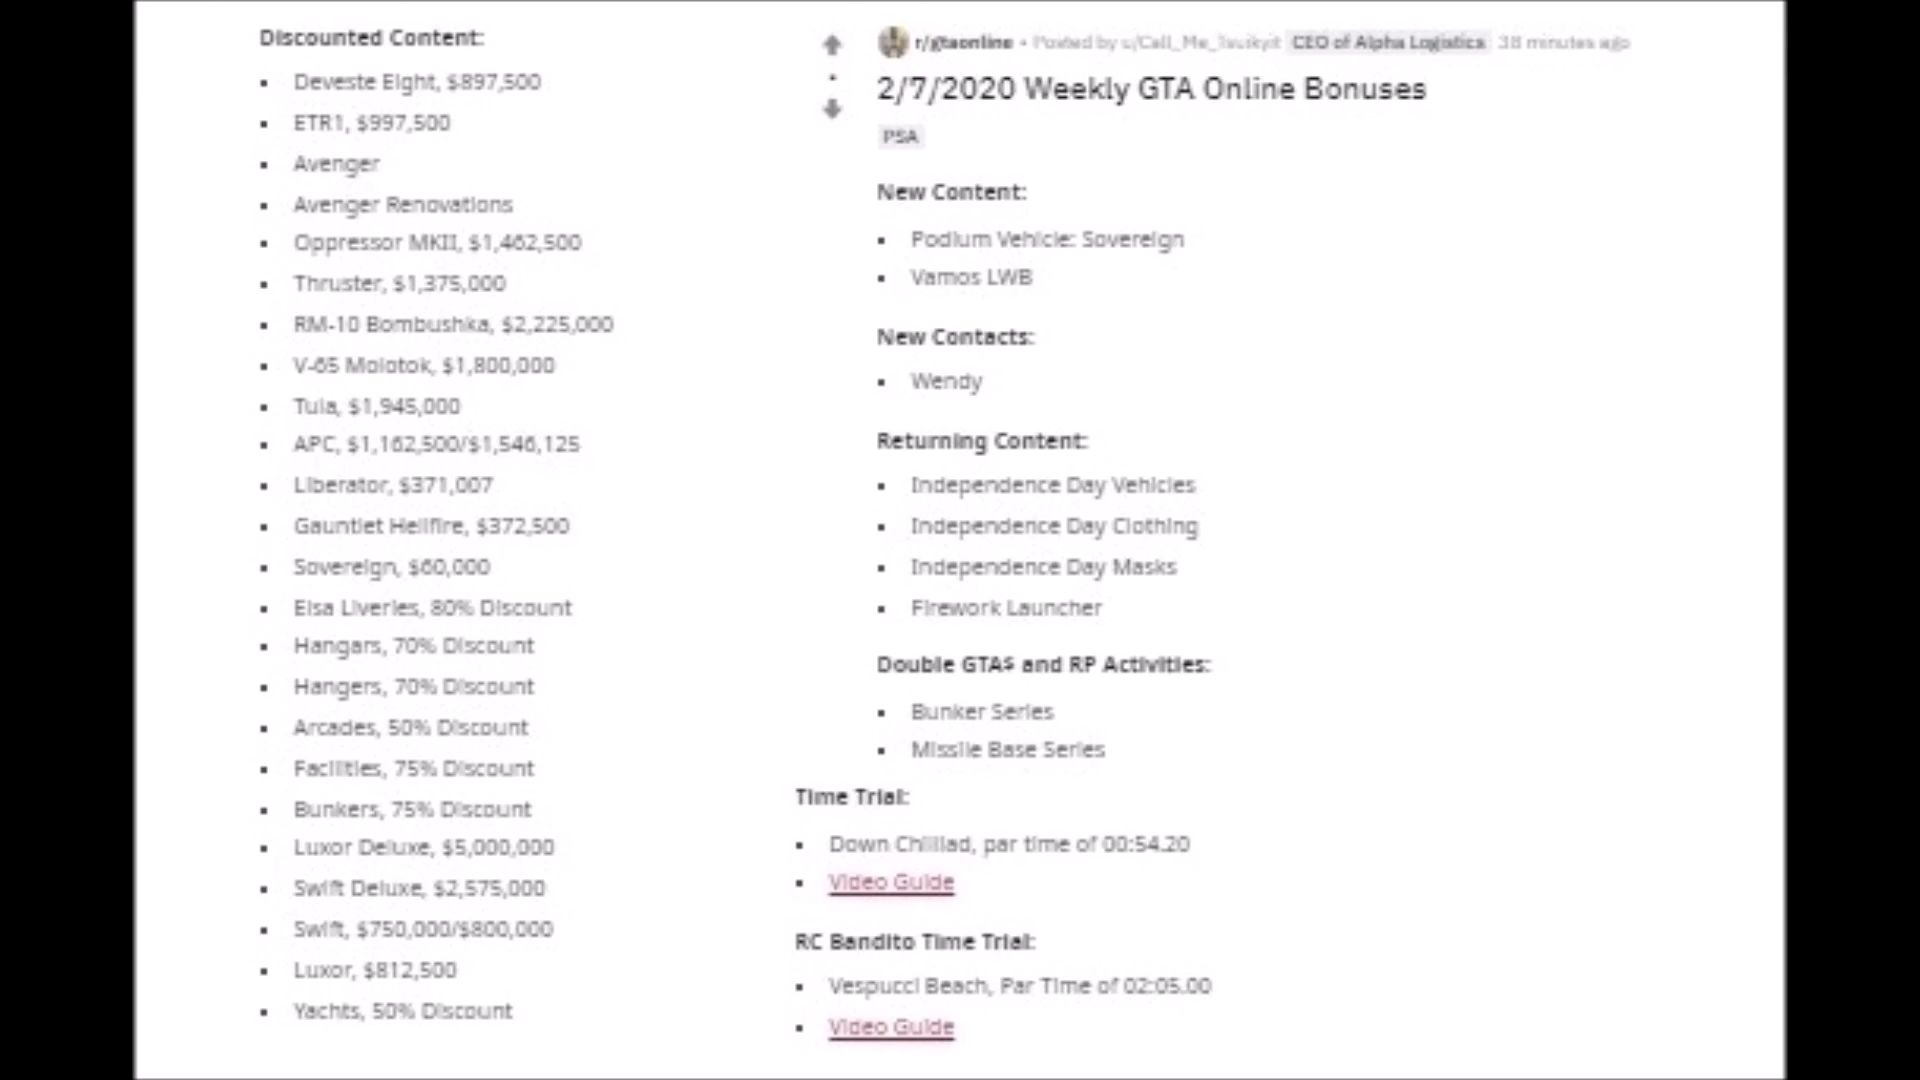 Discounted Content:
Deveste Eight, $897,500
ETR1, $997,500
Avenger
Avenger Renovations
Oppressor MKII, $1,462,500
Thruster, $1,375,000
RM-10 Bombushka, $2,225,000
V-65 Molotok, $1,800,000
Tula, $1,945,000
APC, $1,162,500/$1,546,125
Liberator, $371,007
Gauntlet Hellfire, $372,500
Sovereign, $60,000
Elsa Liveries, 80% Discount
Hangars, 70% Discount
Hangers, 70% Discount
Arcades, 50% Discount
Facilities, 75% Discount
Bunkers, 75% Discount
Luxor Deluxe, $5,000,000
Swift Deluxe, $2,575,000
Swift, $750,000/$800,000
Luxor, $812,500
Yachts, 50% Discount
r/gtaonline • Posted by CEO of Alpha Logistics 38 minutes ago
2/7/2020 Weekly GTA Online Bonuses
PSA
New Content:
Podium Vehicle: Sovereign
Vamos LWB
New Contacts:
Wendy
Returning Content:
Independence Day Vehicles
Independence Day Clothing
Independence Day Masks
Firework Launcher
Double GTA$ and RP Activities:
Bunker Series
Missile Base Series
Time Trial:
Down Chiliad, par time of 00:54.20
Video Guide
RC Bandito Time Trial:
Vespucci Beach, Par Time of 02:05.00
Video Guide